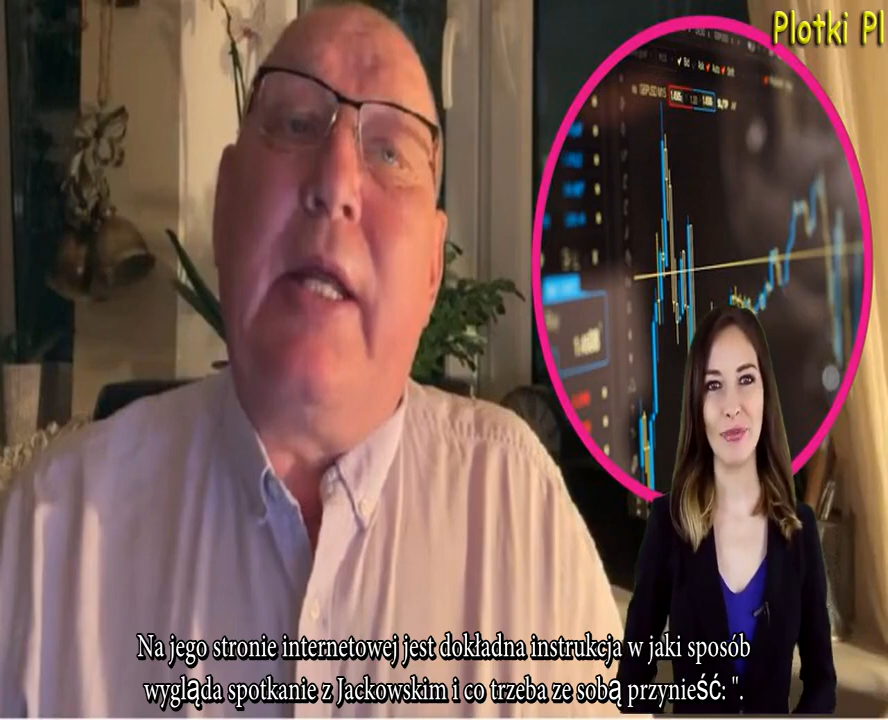 Plotki Pl
Na jego stronie internetowej jest dokładna instrukcja w jaki sposób
wygląda spotkanie z Jackowskim i co trzeba ze sobą przynieść: ".